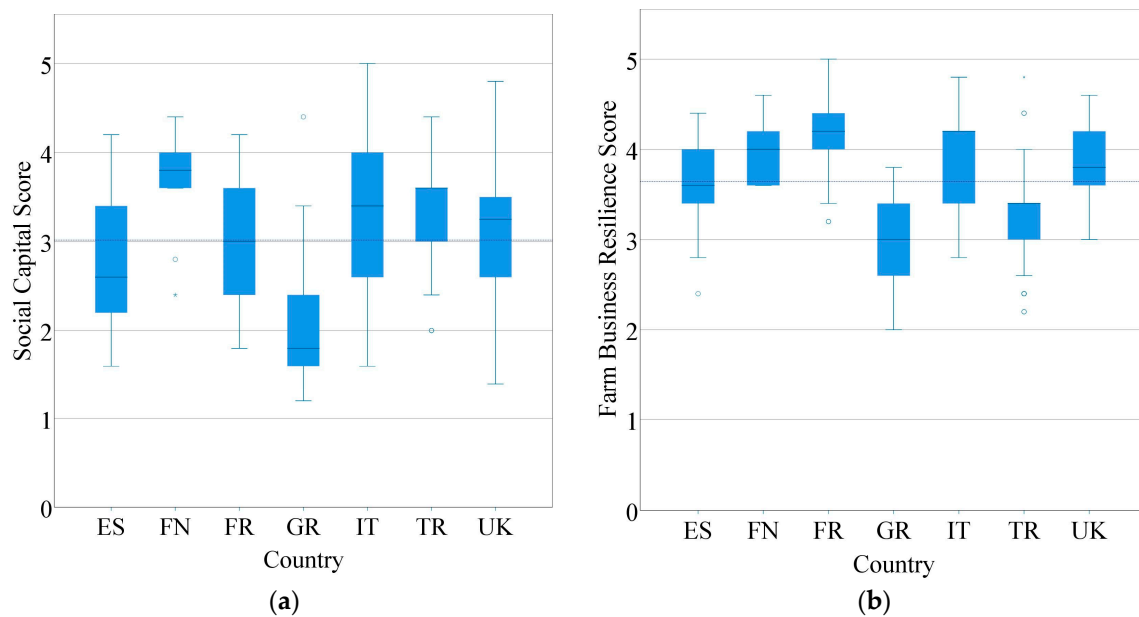 Social Capital Score
5
4
3
2
1
0
ES FN FR GR IT TR UK
Country
(a)
Farm Business Resilience Score
5
4
3
2
1
0
ES FN FR GR IT TR UK
Country
(b)